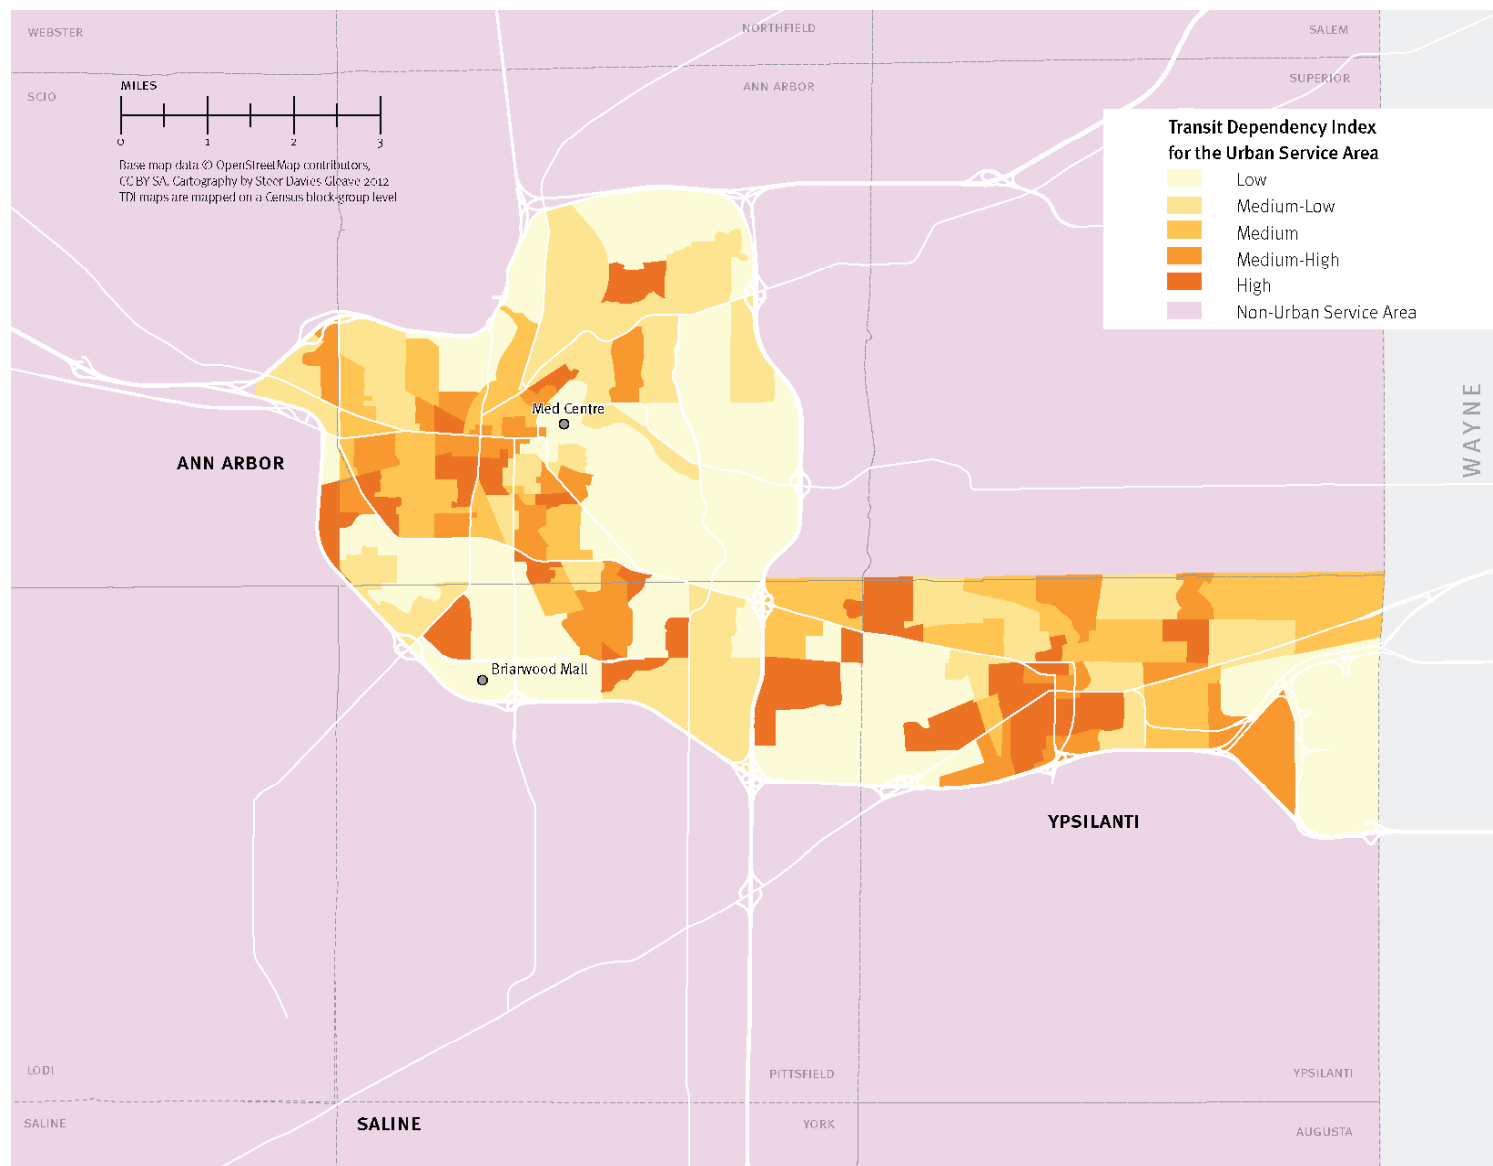 WEBSTER
NORTHFIELD
SALEM
SCIO
ANN ARBOR
SUPERIOR
MILES
0 1 2 3
Base map data © OpenStreetMap contributors,
CC BY SA. Cartography by Steer Davies Gleave 2012
TDI maps are mapped on a Census block-group level
Transit Dependency Index
for the Urban Service Area
Low
Medium-Low
Medium
Medium-High
High
Non-Urban Service Area
WAYNE
Med Centre
ANN ARBOR
Briarwood Mall
YPSILANTI
LODI
PITTSFIELD
YPSILANTI
SALINE
SALINE
YORK
AUGUSTA